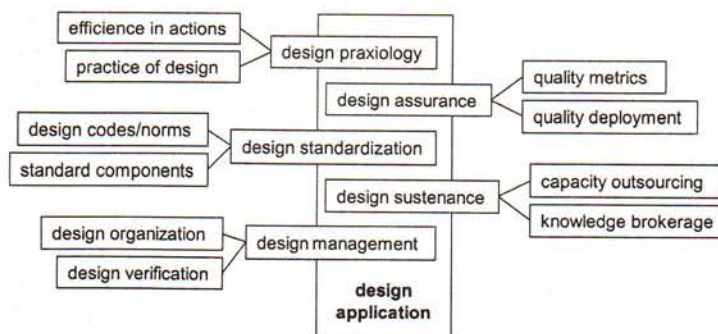 efficience in actions
practice of design
design praxiology
design assurance
quality metrics
quality deployment
design codes/norms
standard components
design standardization
design sustenance
capacity outsourcing
knowledge brokerage
design organization
design verification
design management
design
application